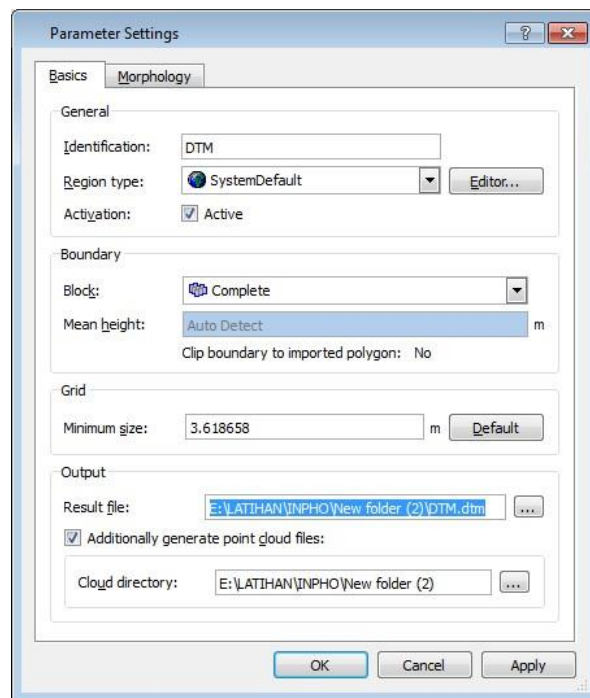 Parameter Settings
Basics Morphology
General
Identification: DTM
Region type: SystemDefault Editor...
Activation: Active
Boundary
Block: Complete
Mean height: Auto Detect m
Clip boundary to imported polygon: No
Grid
Minimum size: 3.618658 m Default
Output
Result file: E:\LATIHAN\INPHO\New folder (2)\DTM.dtm ...
Additionally generate point cloud files:
Cloud directory: E:\LATIHAN\INPHO\New folder (2) ...
OK Cancel Apply